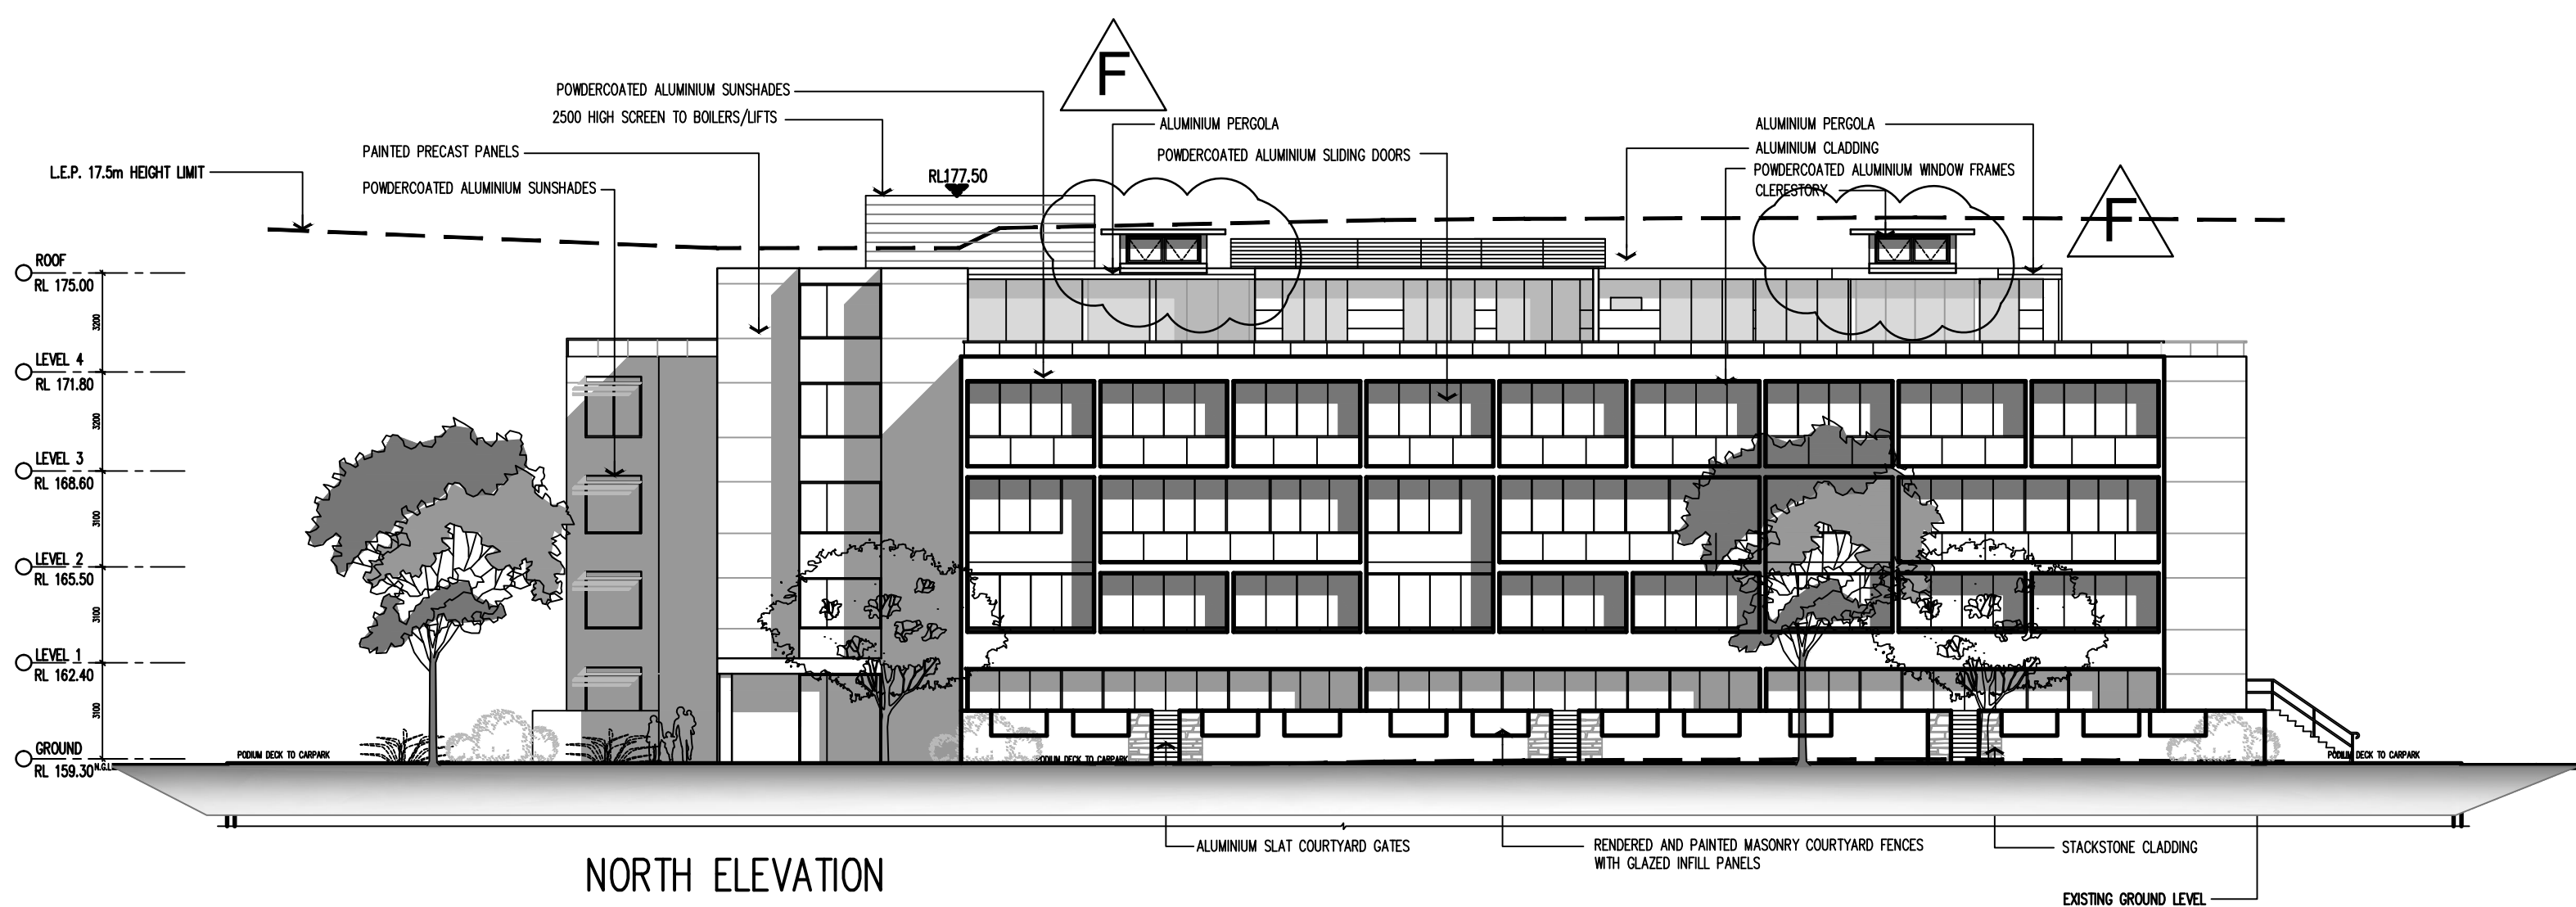 F
POWDERCOATED ALUMINIUM SUNSHADES
2500 HIGH SCREEN TO BOILERS/LIFTS
ALUMINIUM PERGOLA
ALUMINIUM PERGOLA
PAINTED PRECAST PANELS
POWDERCOATED ALUMINIUM SLIDING DOORS
ALUMINIUM CLADDING
L.E.P. 17.5m HEIGHT LIMIT
POWDERCOATED ALUMINIUM SUNSHADES
RL177.50
POWDERCOATED ALUMINIUM WINDOW FRAMES
CLERESTORY
F
ROOF
RL 175.00
3200
LEVEL 4
RL 171.80
3200
LEVEL 3
RL 168.60
3100
LEVEL 2
RL 165.50
3100
LEVEL 1
RL 162.40
3100
GROUND
RL 159.30
N.G.L
PODIUM DECK TO CARPARK
PODIUM DECK TO CARPARK
PODIUM DECK TO CARPARK
ALUMINIUM SLAT COURTYARD GATES
RENDERED AND PAINTED MASONRY COURTYARD FENCES
WITH GLAZED INFILL PANELS
STACKSTONE CLADDING
NORTH ELEVATION
EXISTING GROUND LEVEL